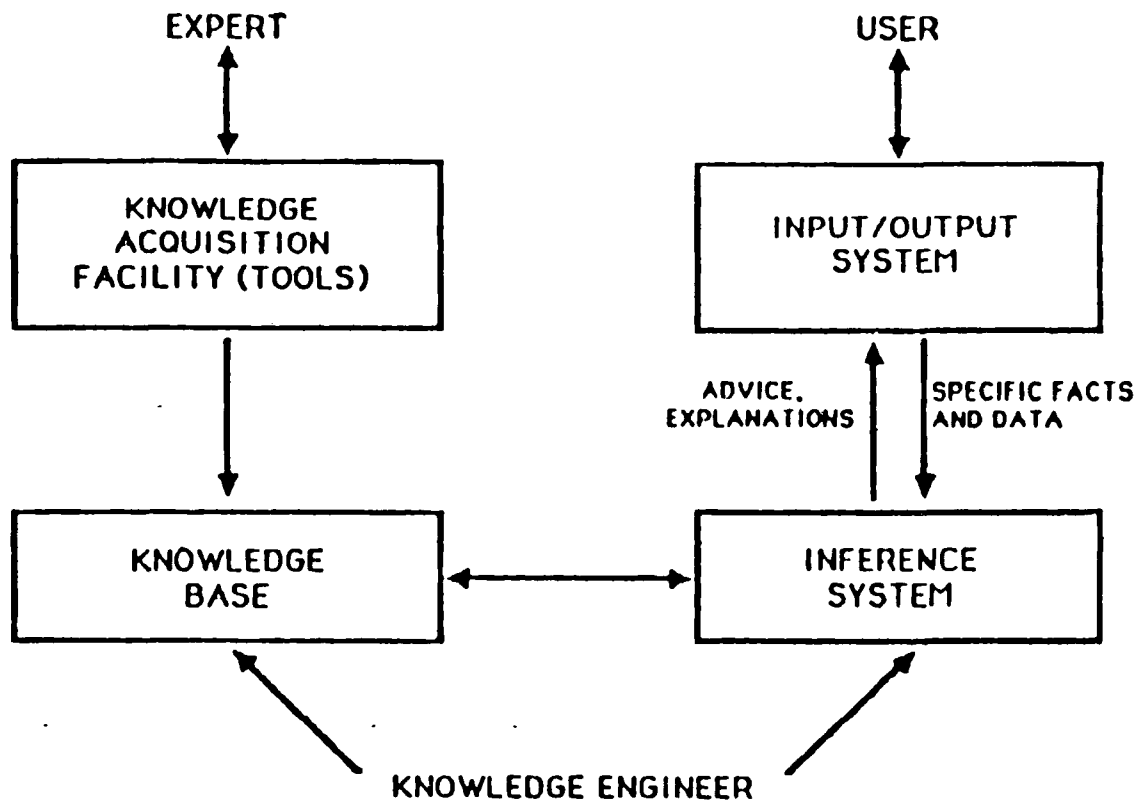 EXPERT
USER
KNOWLEDGE
ACQUISITION
FACILITY (TOOLS)
INPUT/OUTPUT
SYSTEM
ADVICE,
EXPLANATIONS
SPECIFIC FACTS
AND DATA
KNOWLEDGE
BASE
INFERENCE
SYSTEM
KNOWLEDGE ENGINEER